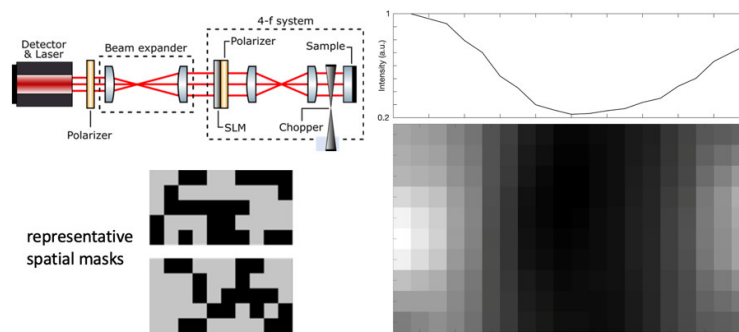 4-f system
Detector
& Laser
Beam expander
Polarizer
Sample
Polarizer
SLM
Chopper
representative
spatial masks
1
Intensity (a.u.)
0.2